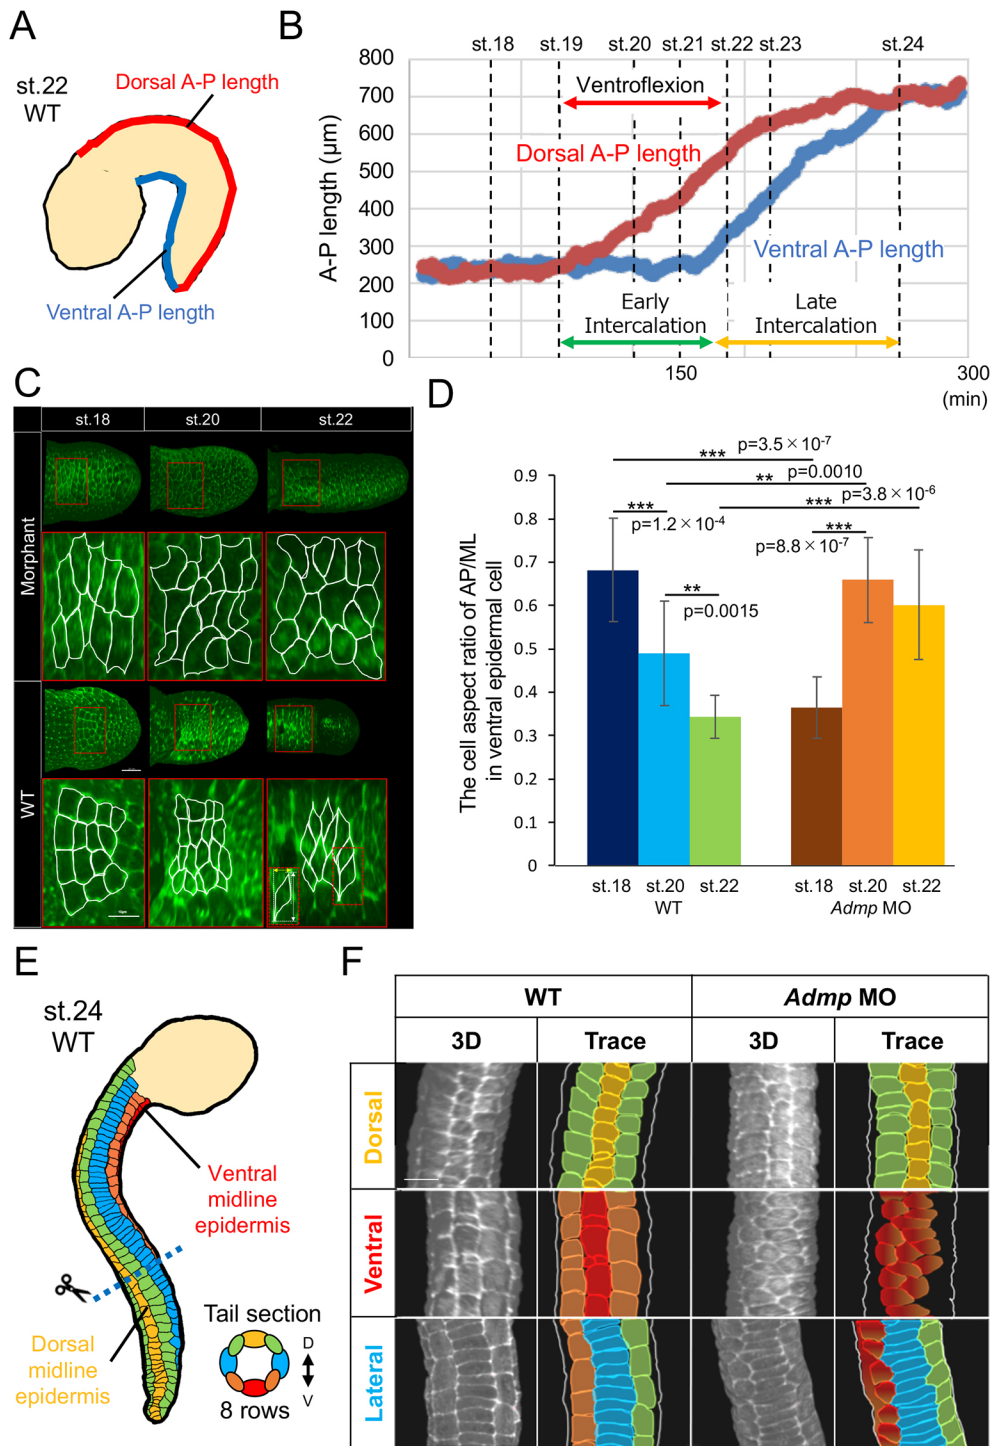 A
st.22
WT
Dorsal A-P length
Ventral A-P length
B
st.18 st.19 st.20 st.21 st.22 st.23 st.24
A-P length (μm)
800
700
600
500
400
300
200
100
0
Ventroflexion
Dorsal A-P length
Ventral A-P length
Early
Intercalation
Late
Intercalation
150
300
(min)
C
st.18 st.20 st.22
Morphant
WT
D
The cell aspect ratio of AP/ML
in ventral epidermal cell
0.9
0.8
0.7
0.6
0.5
0.4
0.3
0.2
0.1
0
*** p=3.5×10-7
** p=0.0010
*** p=3.8×10-6
*** p=1.2×10-4
*** p=8.8×10-7
** p=0.0015
st.18 st.20 st.22
WT
st.18 st.20 st.22
Admp MO
E
st.24
WT
Ventral
midline
epidermis
Dorsal
midline
epidermis
Tail section
D
V
8 rows
F
WT Admp MO
3D Trace 3D Trace
Dorsal
Ventral
Lateral